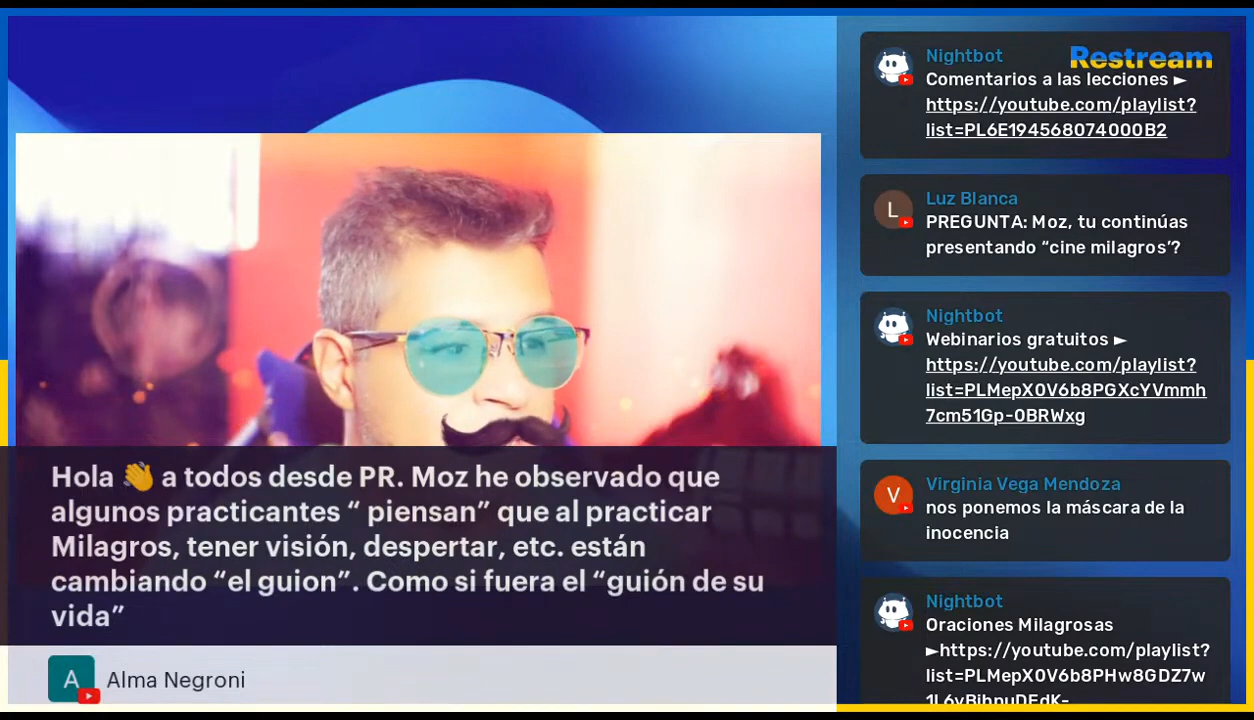 Nightbot
Restream
Comentarios a las lecciones ►
https://youtube.com/playlist?
list=PL6E194568074000B2
L
Luz Blanca
PREGUNTA: Moz, tu continúas
presentando “cine milagros’?
Nightbot
Webinarios gratuitos ►
https://youtube.com/playlist?
list=PLMepX0V6b8PGXcYVmmh
7cm51Gp-0BRWxg
V
Virginia Vega Mendoza
nos ponemos la máscara de la
inocencia
Nightbot
Oraciones Milagrosas
►https://youtube.com/playlist?
list=PLMepX0V6b8PHw8GDZ7w
Hola 👋 a todos desde PR. Moz he observado que
algunos practicantes “ piensan” que al practicar
Milagros, tener visión, despertar, etc. están
cambiando “el guion”. Como si fuera el “guión de su
vida”
A
Alma Negroni